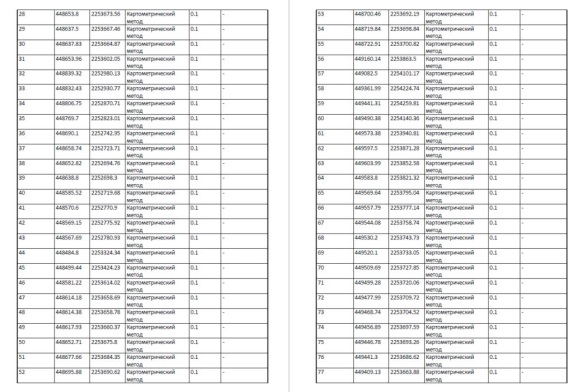 28 448653.8 2253673.56 Картометрический метод 0.1 -
29 448637.5 2253667.46 Картометрический метод 0.1 -
30 448637.83 2253664.87 Картометрический метод 0.1 -
31 448653.96 2253602.05 Картометрический метод 0.1 -
32 448839.32 2252980.13 Картометрический метод 0.1 -
33 448832.43 2252930.77 Картометрический метод 0.1 -
34 448806.75 2252870.71 Картометрический метод 0.1 -
35 448769.7 2252823.01 Картометрический метод 0.1 -
36 448690.1 2252742.95 Картометрический метод 0.1 -
37 448658.74 2252723.71 Картометрический метод 0.1 -
38 448652.82 2252694.76 Картометрический метод 0.1 -
39 448638.8 2252698.3 Картометрический метод 0.1 -
40 448585.52 2252719.68 Картометрический метод 0.1 -
41 448570.6 2252770.9 Картометрический метод 0.1 -
42 448569.15 2252775.92 Картометрический метод 0.1 -
43 448567.69 2252780.93 Картометрический метод 0.1 -
44 448484.8 2253324.34 Картометрический метод 0.1 -
45 448499.44 2253424.23 Картометрический метод 0.1 -
46 448581.22 2253614.02 Картометрический метод 0.1 -
47 448614.18 2253658.69 Картометрический метод 0.1 -
48 448614.38 2253658.78 Картометрический метод 0.1 -
49 448617.93 2253660.37 Картометрический метод 0.1 -
50 448652.71 2253675.8 Картометрический метод 0.1 -
51 448677.66 2253684.35 Картометрический метод 0.1 -
52 448695.88 2253690.62 Картометрический метод 0.1 -
53 448700.46 2253692.19 Картометрический метод 0.1 -
54 448719.84 2253698.84 Картометрический метод 0.1 -
55 448722.91 2253700.82 Картометрический метод 0.1 -
56 449160.14 2253863.5 Картометрический метод 0.1 -
57 449082.5 2254101.17 Картометрический метод 0.1 -
58 449361.99 2254224.74 Картометрический метод 0.1 -
59 449441.31 2254259.81 Картометрический метод 0.1 -
60 449490.38 2254140.36 Картометрический метод 0.1 -
61 449573.38 2253940.81 Картометрический метод 0.1 -
62 449597.5 2253871.28 Картометрический метод 0.1 -
63 449603.99 2253852.58 Картометрический метод 0.1 -
64 449583.8 2253821.32 Картометрический метод 0.1 -
65 449569.64 2253795.04 Картометрический метод 0.1 -
66 449557.79 2253777.14 Картометрический метод 0.1 -
67 449544.08 2253758.74 Картометрический метод 0.1 -
68 449530.2 2253743.73 Картометрический метод 0.1 -
69 449520.1 2253733.05 Картометрический метод 0.1 -
70 449509.69 2253727.85 Картометрический метод 0.1 -
71 449499.28 2253720.06 Картометрический метод 0.1 -
72 449477.99 2253709.72 Картометрический метод 0.1 -
73 449468.74 2253704.52 Картометрический метод 0.1 -
74 449456.89 2253697.59 Картометрический метод 0.1 -
75 449446.78 2253693.26 Картометрический метод 0.1 -
76 449441.3 2253686.62 Картометрический метод 0.1 -
77 449409.13 2253663.88 Картометрический метод 0.1 -